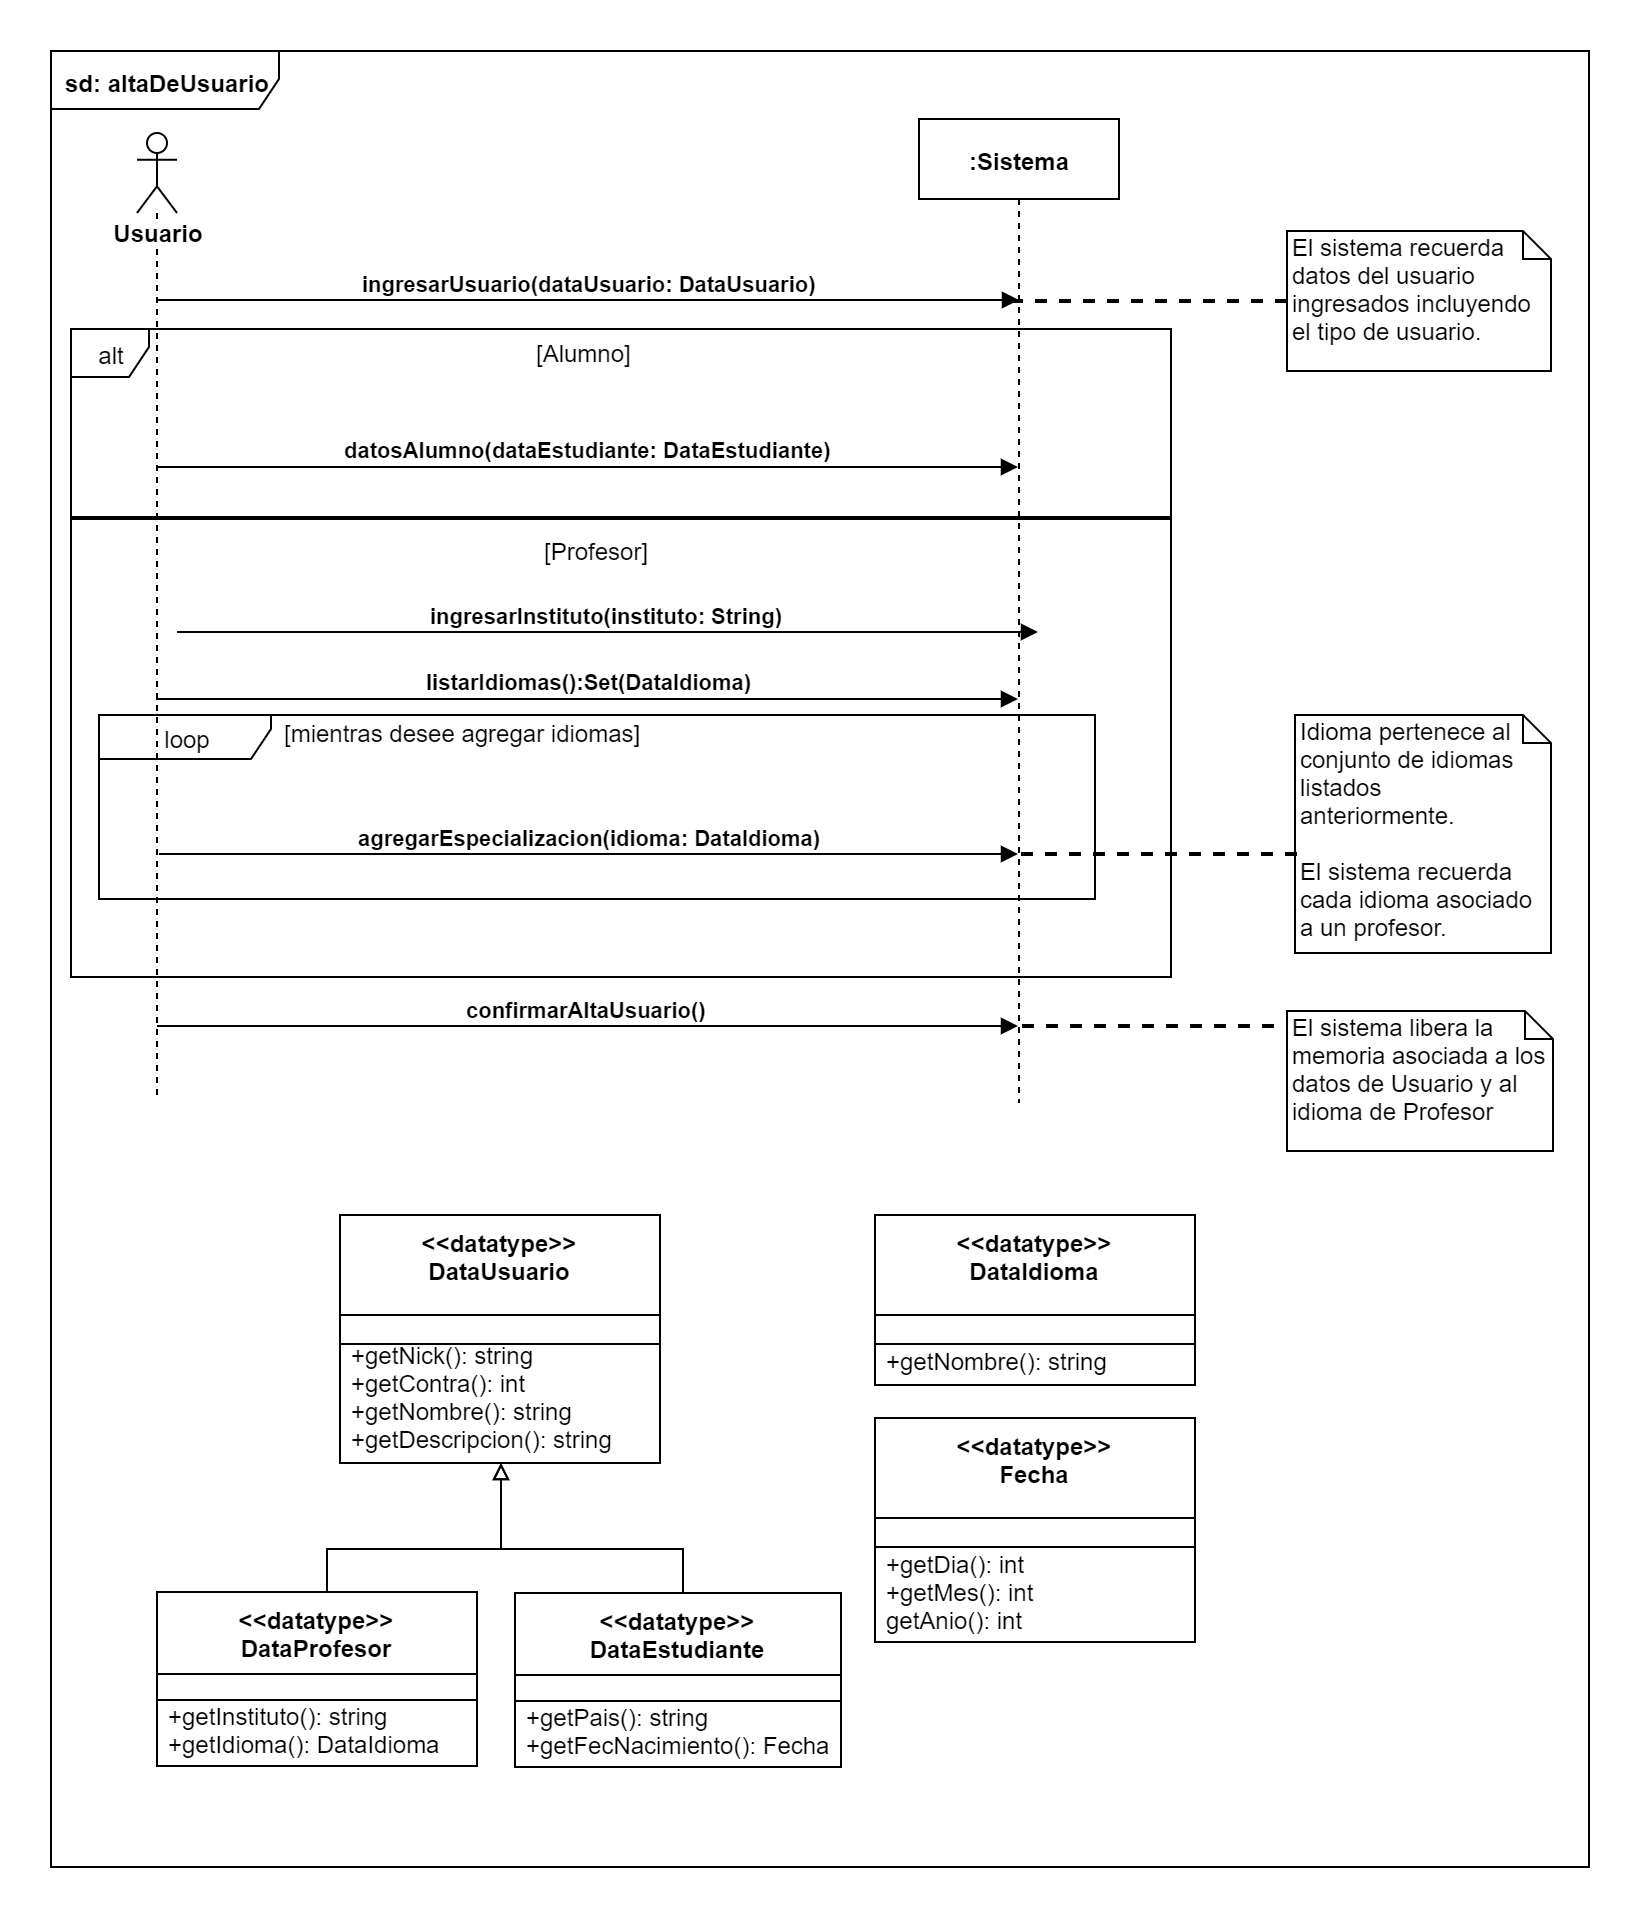 sd: altaDeUsuario
:Sistema
Usuario
El sistema recuerda
datos del usuario
ingresados incluyendo
el tipo de usuario.
ingresarUsuario(dataUsuario: DataUsuario)
alt
[Alumno]
datosAlumno(dataEstudiante: DataEstudiante)
[Profesor]
ingresarInstituto(instituto: String)
listarIdiomas():Set(DataIdioma)
loop
[mientras desee agregar idiomas]
Idioma pertenece al
conjunto de idiomas
listados
anteriormente.
El sistema recuerda
cada idioma asociado
a un profesor.
agregarEspecializacion(idioma: DataIdioma)
confirmarAltaUsuario()
El sistema libera la
memoria asociada a los
datos de Usuario y al
idioma de Profesor
<<datatype>>
DataUsuario
+getNick(): string
+getContra(): int
+getNombre(): string
+getDescripcion(): string
<<datatype>>
DataIdioma
+getNombre(): string
<<datatype>>
Fecha
+getDia(): int
+getMes(): int
getAnio(): int
<<datatype>>
DataProfesor
+getInstituto(): string
+getIdioma(): DataIdioma
<<datatype>>
DataEstudiante
+getPais(): string
+getFecNacimiento(): Fecha